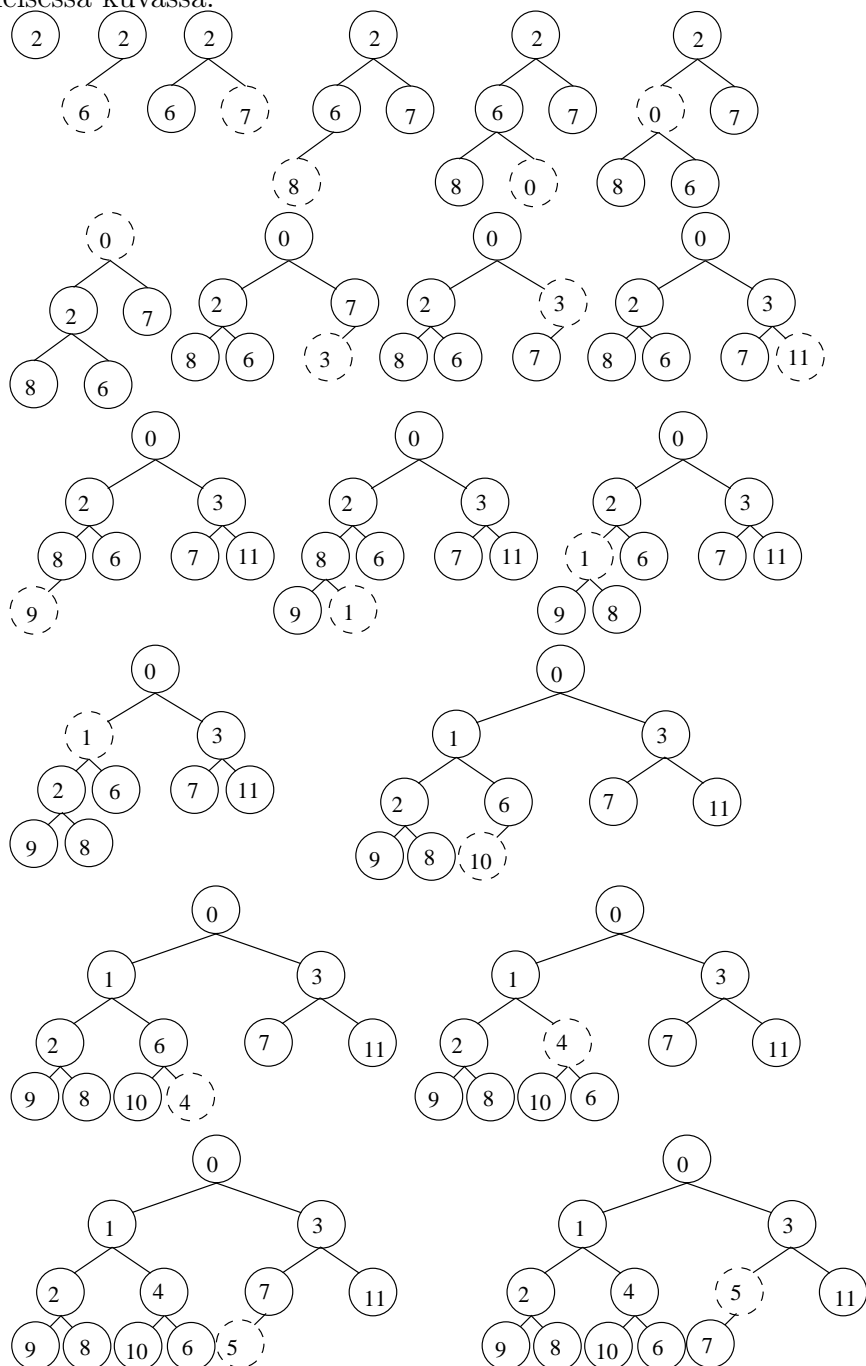 kuvassa.
2 2 2 2 2 2
6 6 7 6 7 6 7 0 7
8 8 0 8 6
0 0 0 0
2 7 2 7 2 3 2 3
8 6 3 8 6 7 8 6 7 11
8 6
0 0 0
2 3 2 3 2 3
8 6 7 11 8 6 7 11 1 6 7 11
9 9 1 9 8
0 0
1 3 1 3
2 6 7 11 2 6 7 11
9 8 9 8 10
0 0
1 3 1 3
2 6 7 11 2 4 7 11
9 8 10 4 9 8 10 6
0 0
1 3 1 3
2 4 7 11 2 4 5 11
9 8 10 6 5 9 8 10 6 7